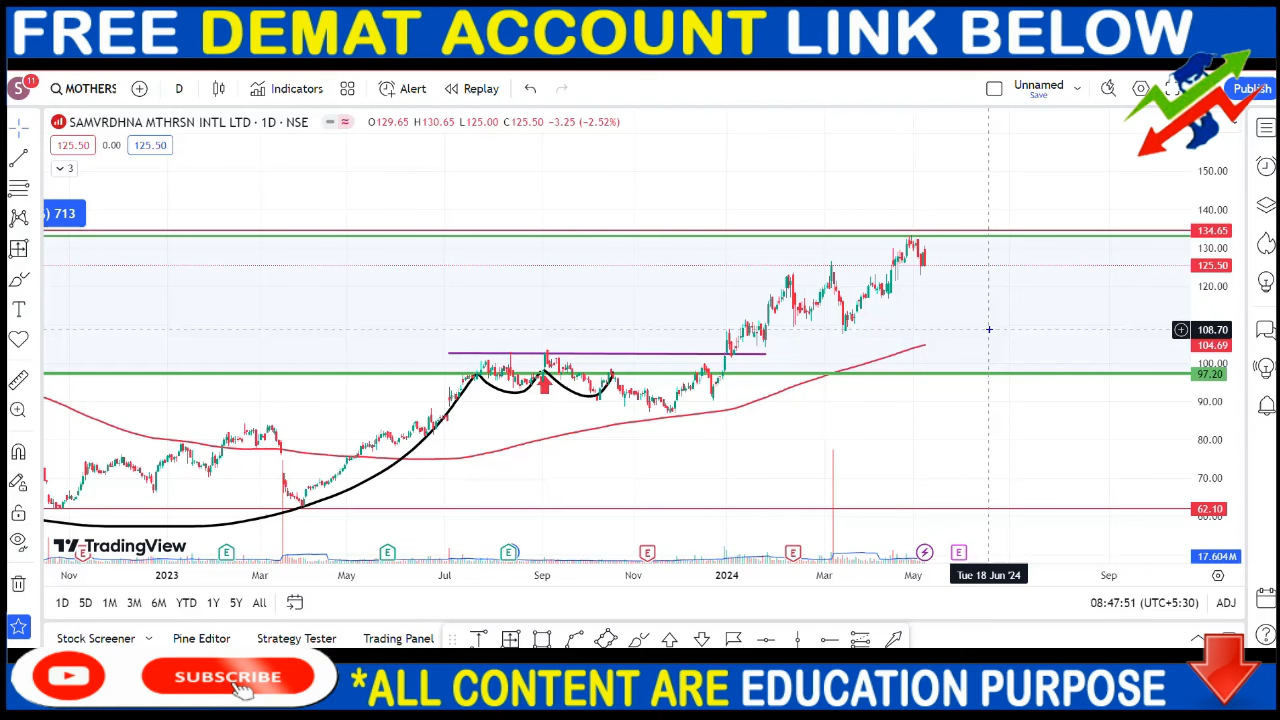 FREE DEMAT ACCOUNT LINK BELOW
S 11 MOTHERS D Indicators Alert Replay Unnamed Save Publish
SAMVRDHNA MTHRSN INTL LTD · 1D · NSE O129.65 H130.65 L125.00 C125.50 −3.25 (−2.52%)
125.50 0.00 125.50
3
) 713
150.00
140.00
134.65
130.00
125.50
120.00
108.70
104.69
100.00
97.20
90.00
80.00
70.00
62.10
TradingView
E E E E E E E
17.604M
Nov 2023 Mar May Jul Sep Nov 2024 Mar May Tue 18 Jun '24 Sep
1D 5D 1M 3M 6M YTD 1Y 5Y All 08:47:51 (UTC+5:30) ADJ
Stock Screener Pine Editor Strategy Tester Trading Panel
SUBSCRIBE
*ALL CONTENT ARE EDUCATION PURPOSE